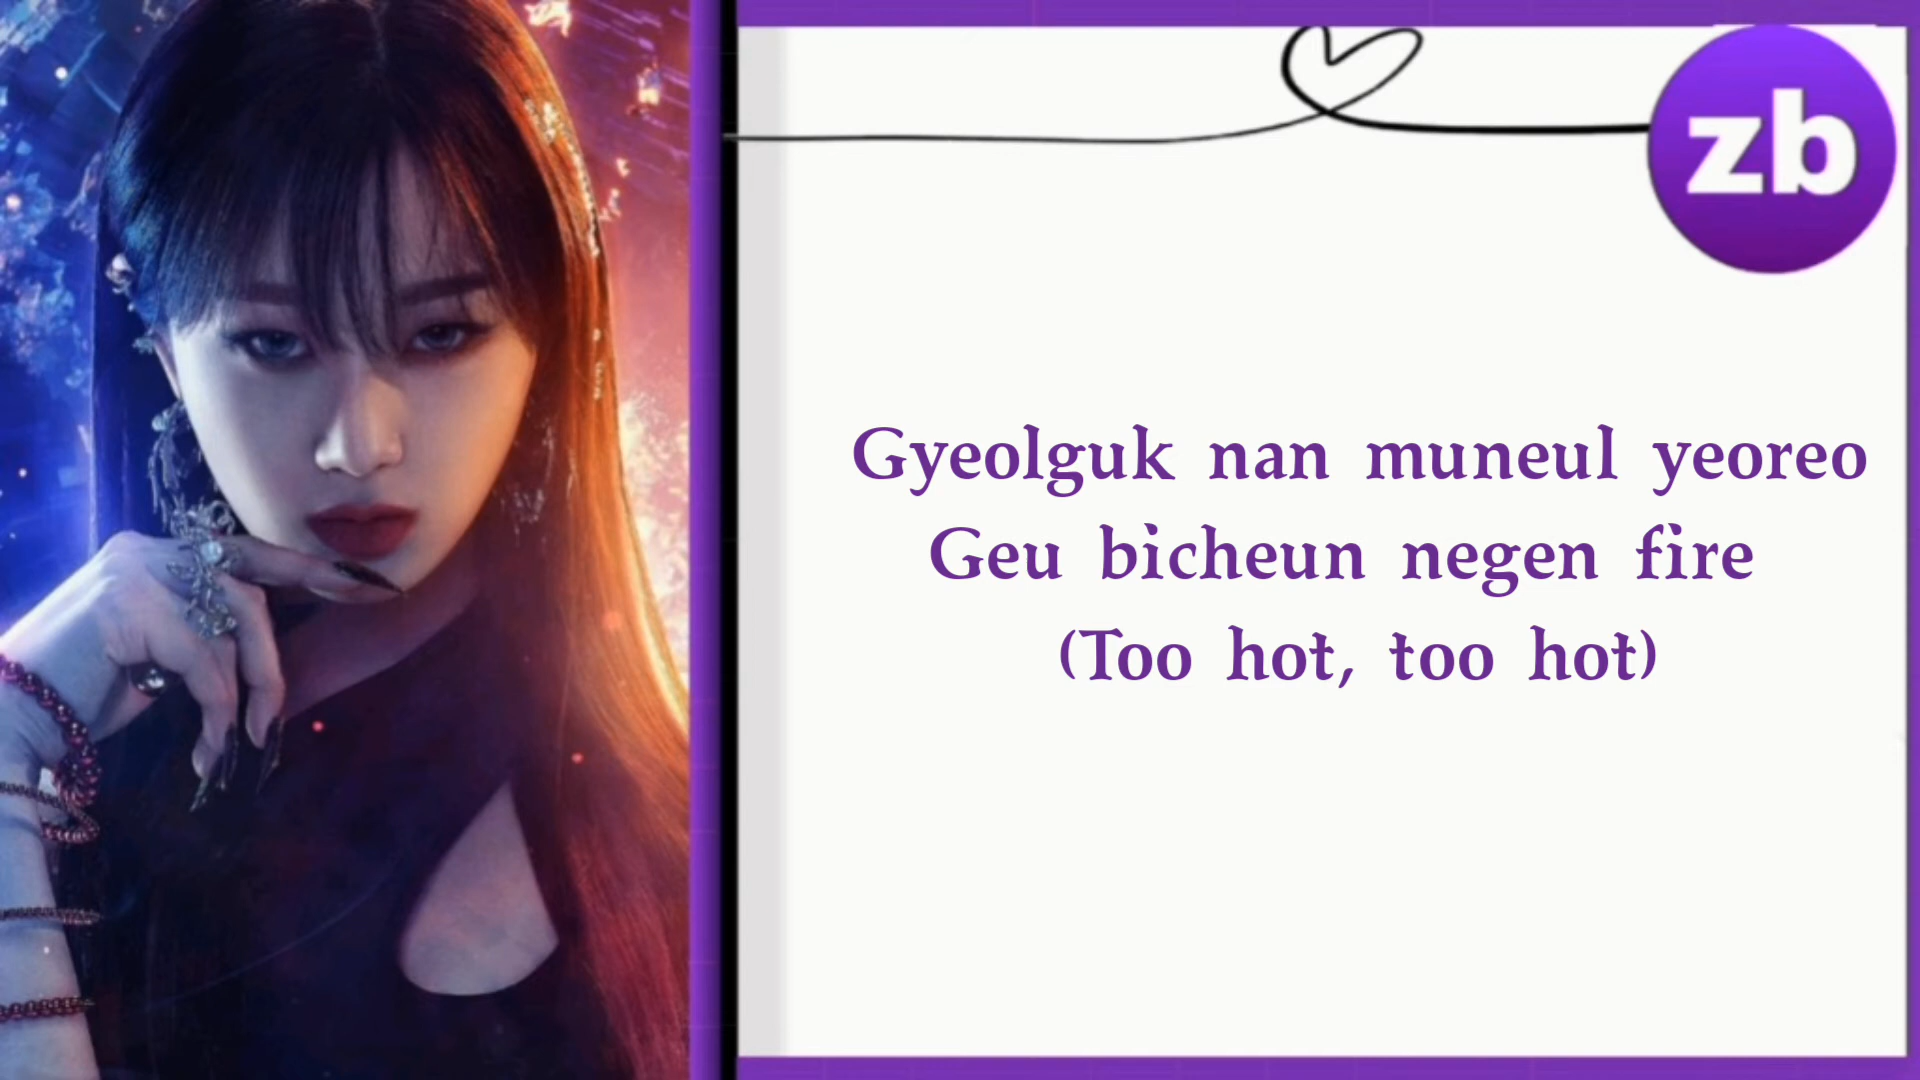 zb
Gyeolguk nan muneul yeoreo
Geu bicheun negen fire
(Too hot, too hot)